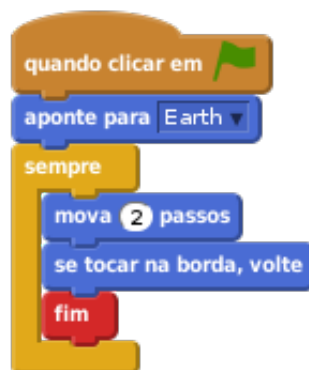 quando clicar em
aponte para Earth
sempre
mova 2 passos
se tocar na borda, volte
fim